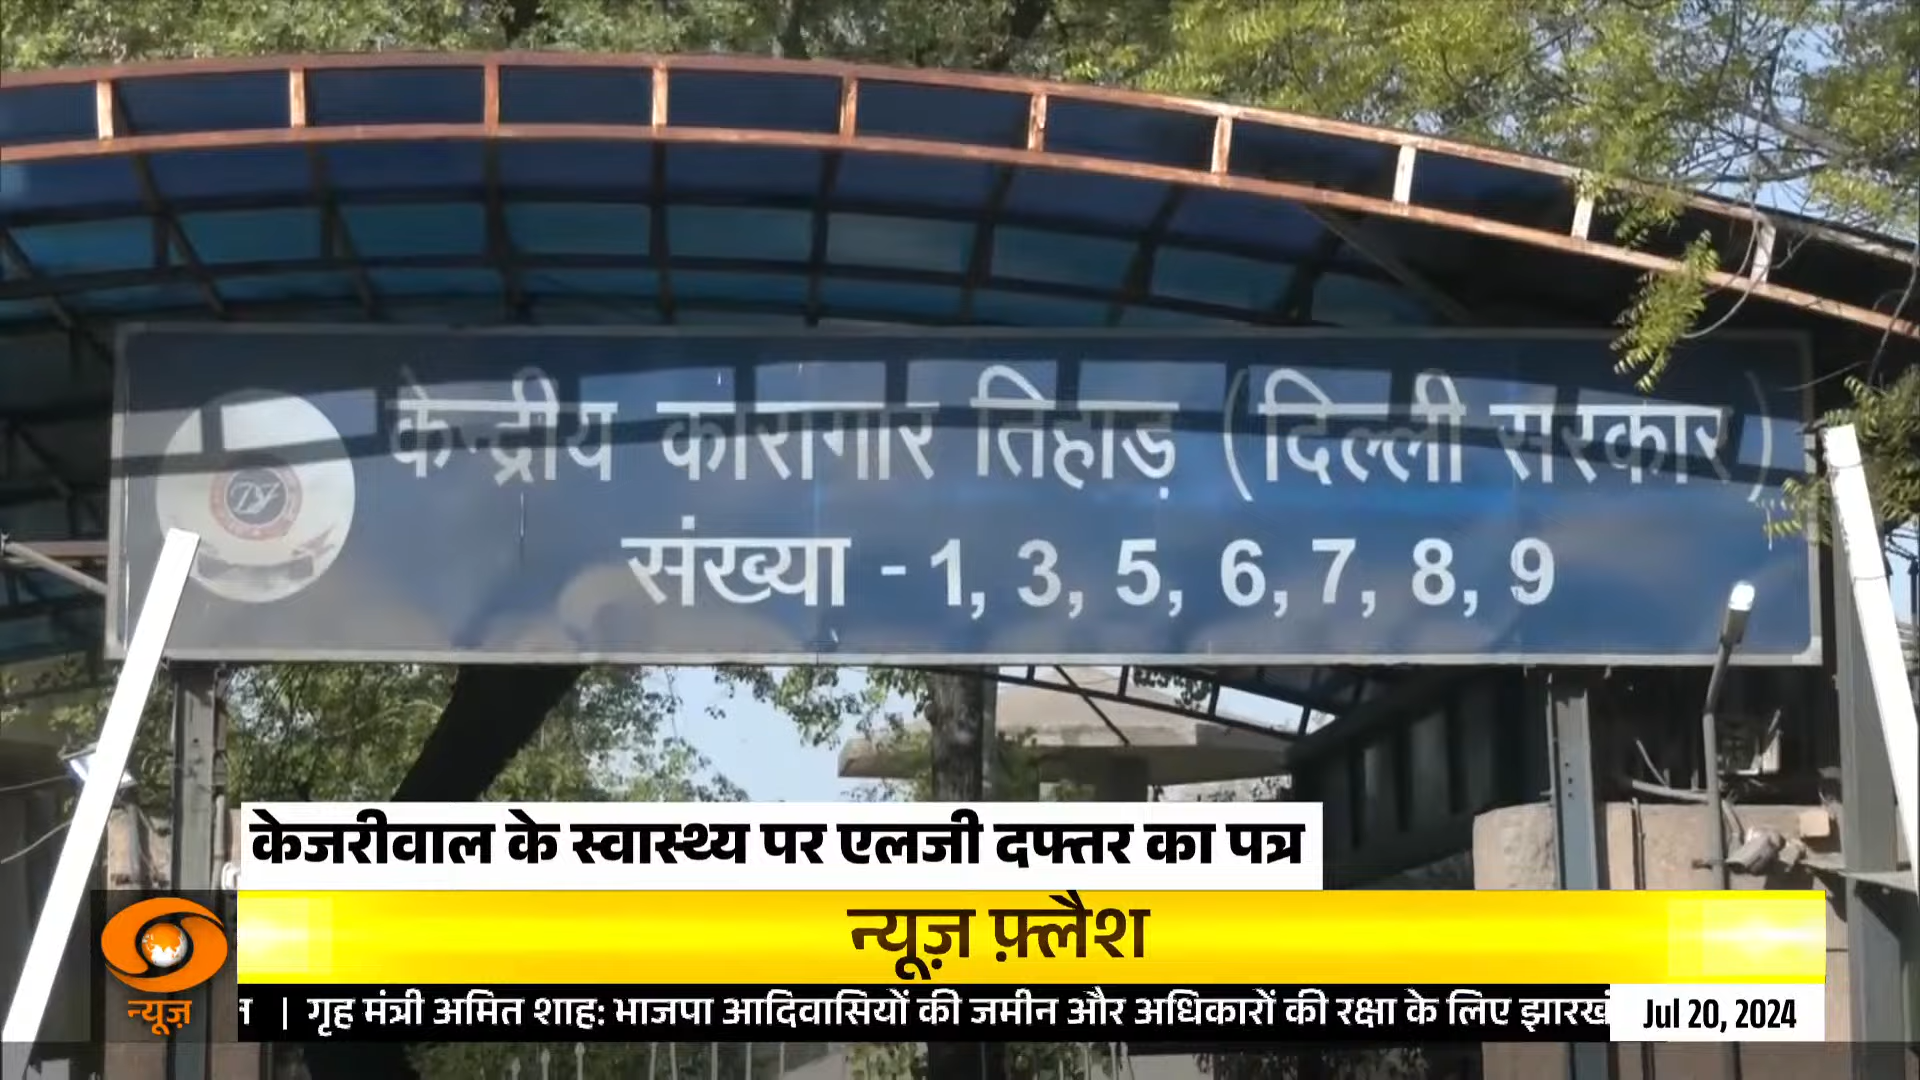 केन्द्रीय कारागार तिहाड़ (दिल्ली सरकार)
संख्या - 1, 3, 5, 6, 7, 8, 9
केजरीवाल के स्वास्थ्य पर एलजी दफ्तर का पत्र
न्यूज़ फ़्लैश
न्यूज़
| गृह मंत्री अमित शाह: भाजपा आदिवासियों की जमीन और अधिकारों की रक्षा के लिए
Jul 20, 2024